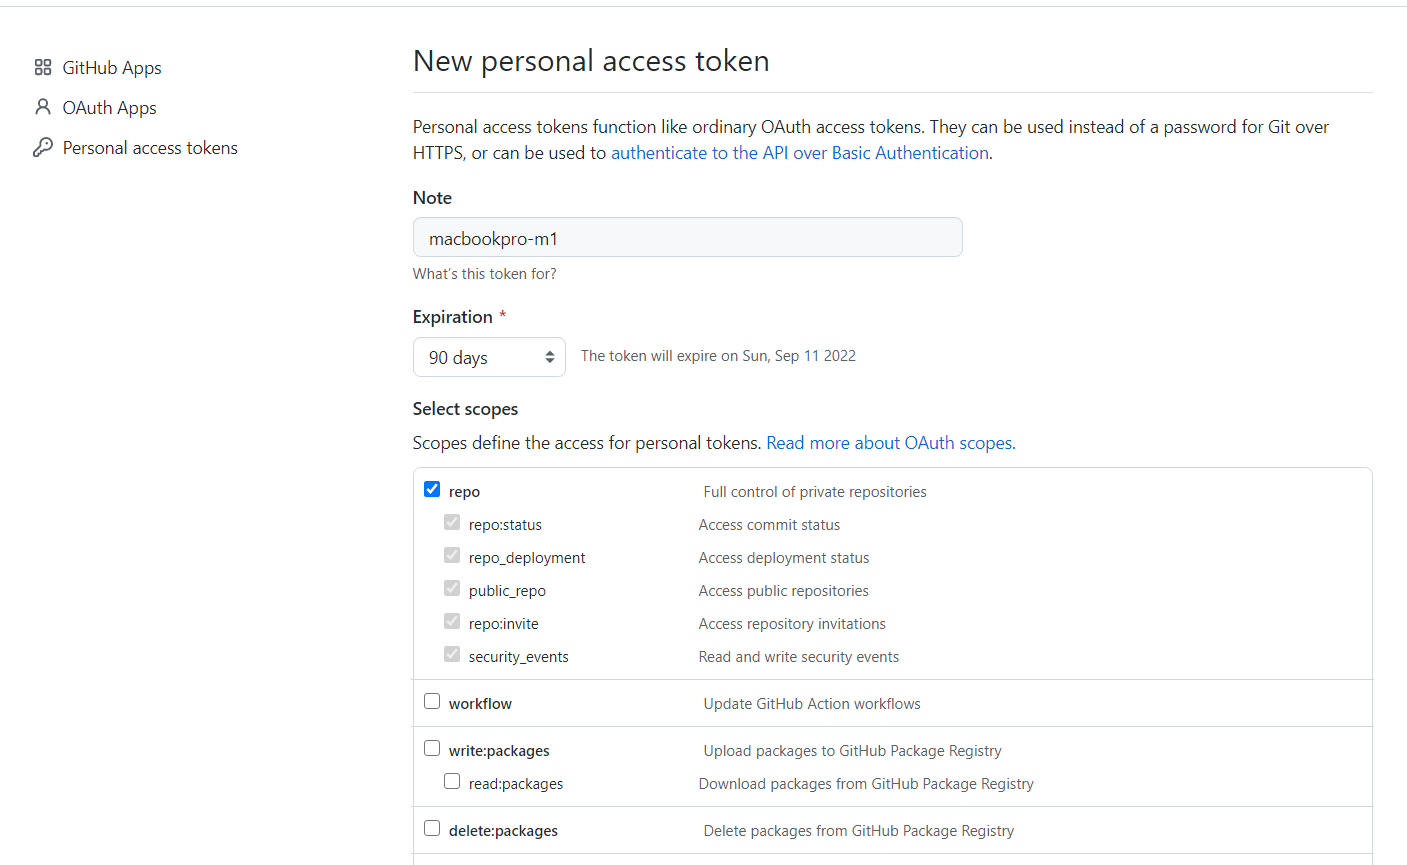 GitHub Apps
OAuth Apps
Personal access tokens
New personal access token
Personal access tokens function like ordinary OAuth access tokens. They can be used instead of a password for Git over
HTTPS, or can be used to authenticate to the API over Basic Authentication.
Note
macbookpro-m1
What's this token for?
Expiration *
90 days The token will expire on Sun, Sep 11 2022
Select scopes
Scopes define the access for personal tokens. Read more about OAuth scopes.
repo Full control of private repositories
repo:status Access commit status
repo_deployment Access deployment status
public_repo Access public repositories
repo:invite Access repository invitations
security_events Read and write security events
workflow Update GitHub Action workflows
write:packages Upload packages to GitHub Package Registry
read:packages Download packages from GitHub Package Registry
delete:packages Delete packages from GitHub Package Registry